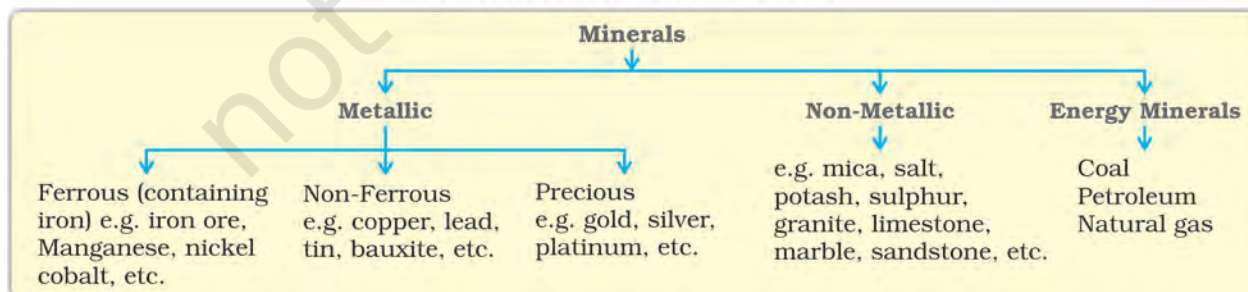 Minerals
Metallic
Non-Metallic
Energy Minerals
Ferrous (containing
iron) e.g. iron ore,
Manganese, nickel
cobalt, etc.
Non-Ferrous
e.g. copper, lead,
tin, bauxite, etc.
Precious
e.g. gold, silver,
platinum, etc.
e.g. mica, salt,
potash, sulphur,
granite, limestone,
marble, sandstone, etc.
Coal
Petroleum
Natural gas
not